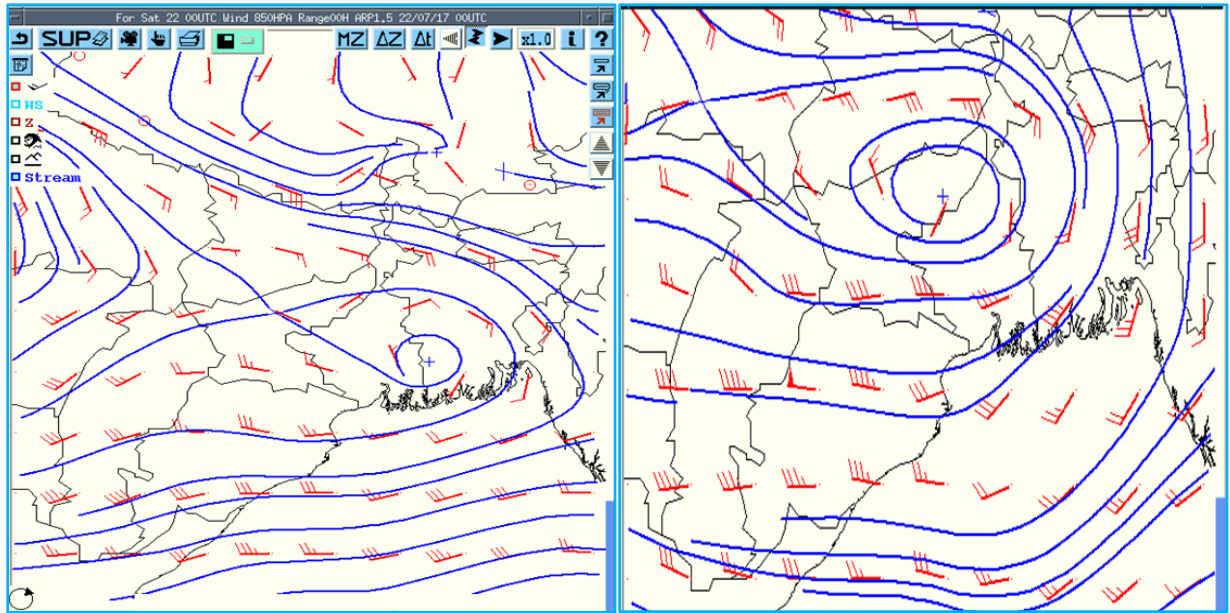 For Sat 22 00UTC Wind 850HPA Range00H ARP1.5 22/07/17 00UTC
SUP MZ ΔZ Δt x1.0 i ?
WS
Z
Stream